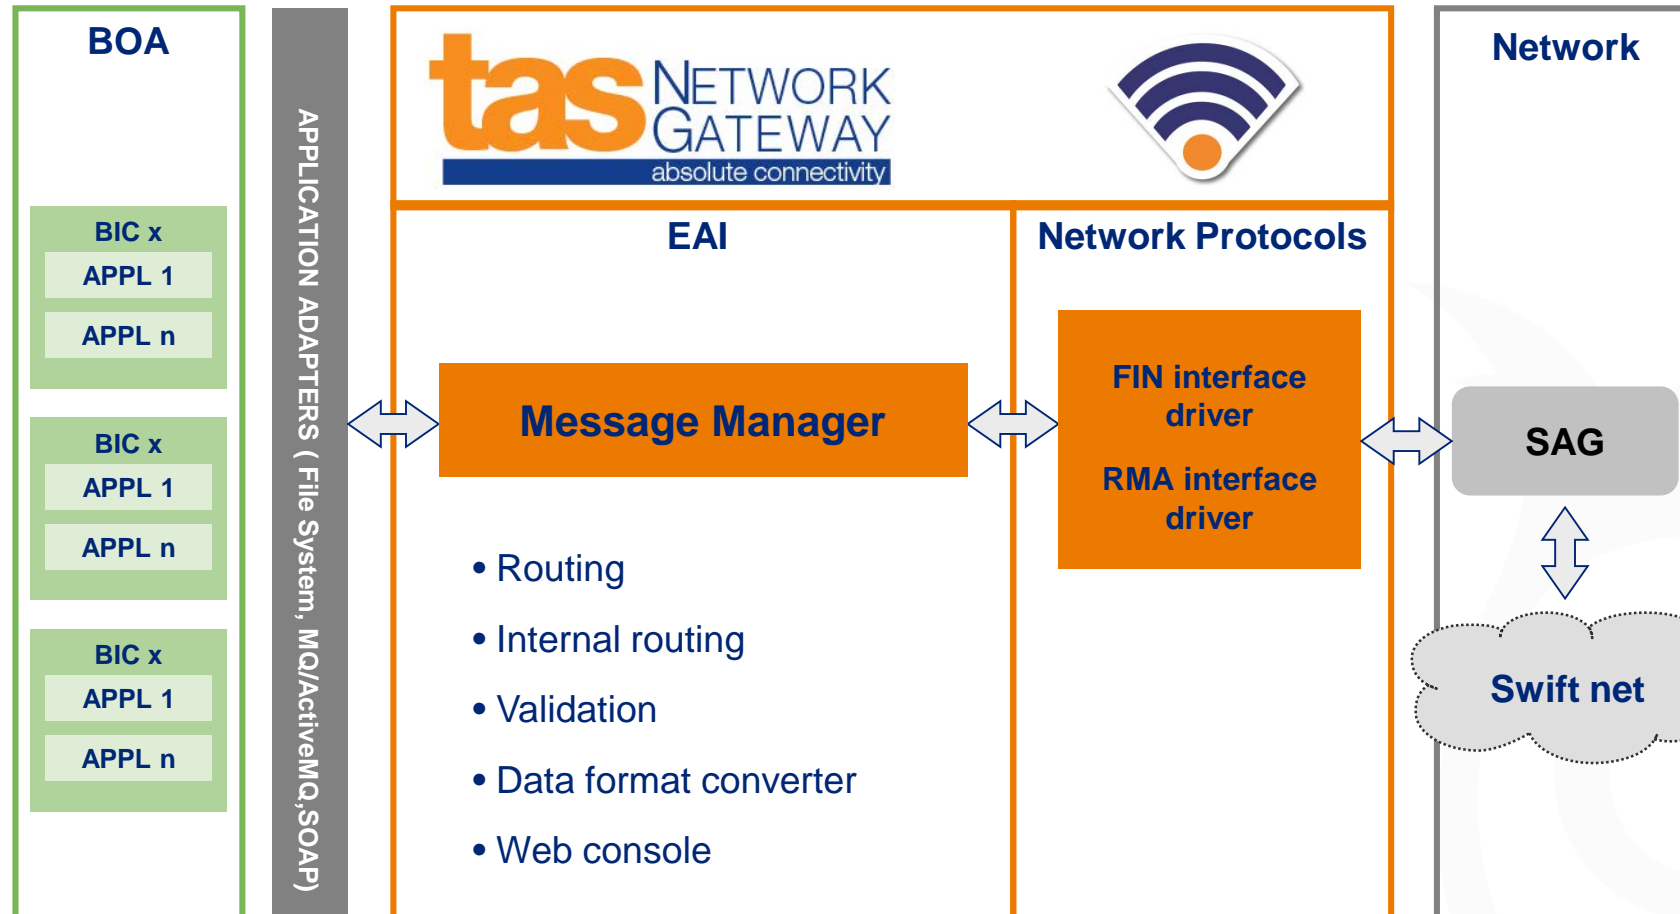 BOA
BIC x
APPL 1
APPL n
BIC x
APPL 1
APPL n
BIC x
APPL 1
APPL n
APPLICATION ADAPTERS ( File System, MQ/ActiveMQ,SOAP)
tas NETWORK
GATEWAY
absolute connectivity
EAI
Message Manager
• Routing
• Internal routing
• Validation
• Data format converter
• Web console
Network Protocols
FIN interface
driver
RMA interface
driver
Network
SAG
Swift net